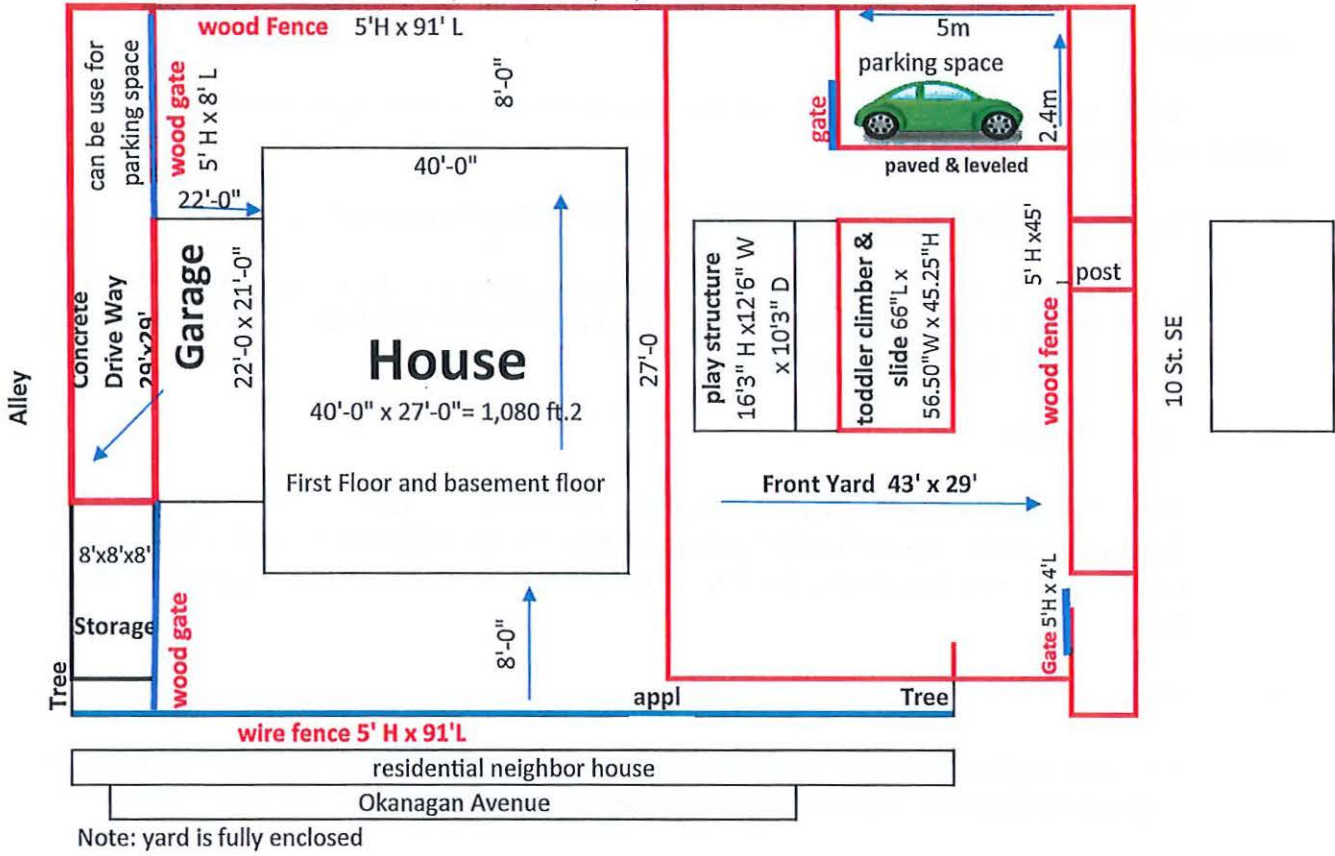 wood Fence 5'H x 91' L
can be use for
parking space
wood gate
5' H x 8' L
8'-0"
5m
parking space
2.4m
gate
paved & leveled
40'-0"
22'-0"
Garage
22'-0 x 21'-0"
Concrete
Drive Way
29'x29'
Alley
House
40'-0" x 27'-0"= 1,080 ft.2
First Floor and basement floor
27'-0
play structure
16'3" H x12'6" W
x 10'3" D
toddler climber &
slide 66"L x
56.50"W x 45.25"H
5' H x45'
wood fence
post
10 St. SE
Front Yard 43' x 29'
8'x8'x8'
Storage
Tree
wood gate
8'-0"
Gate 5'H x 4'L
appl
Tree
wire fence 5' H x 91'L
residential neighbor house
Okanagan Avenue
Note: yard is fully enclosed